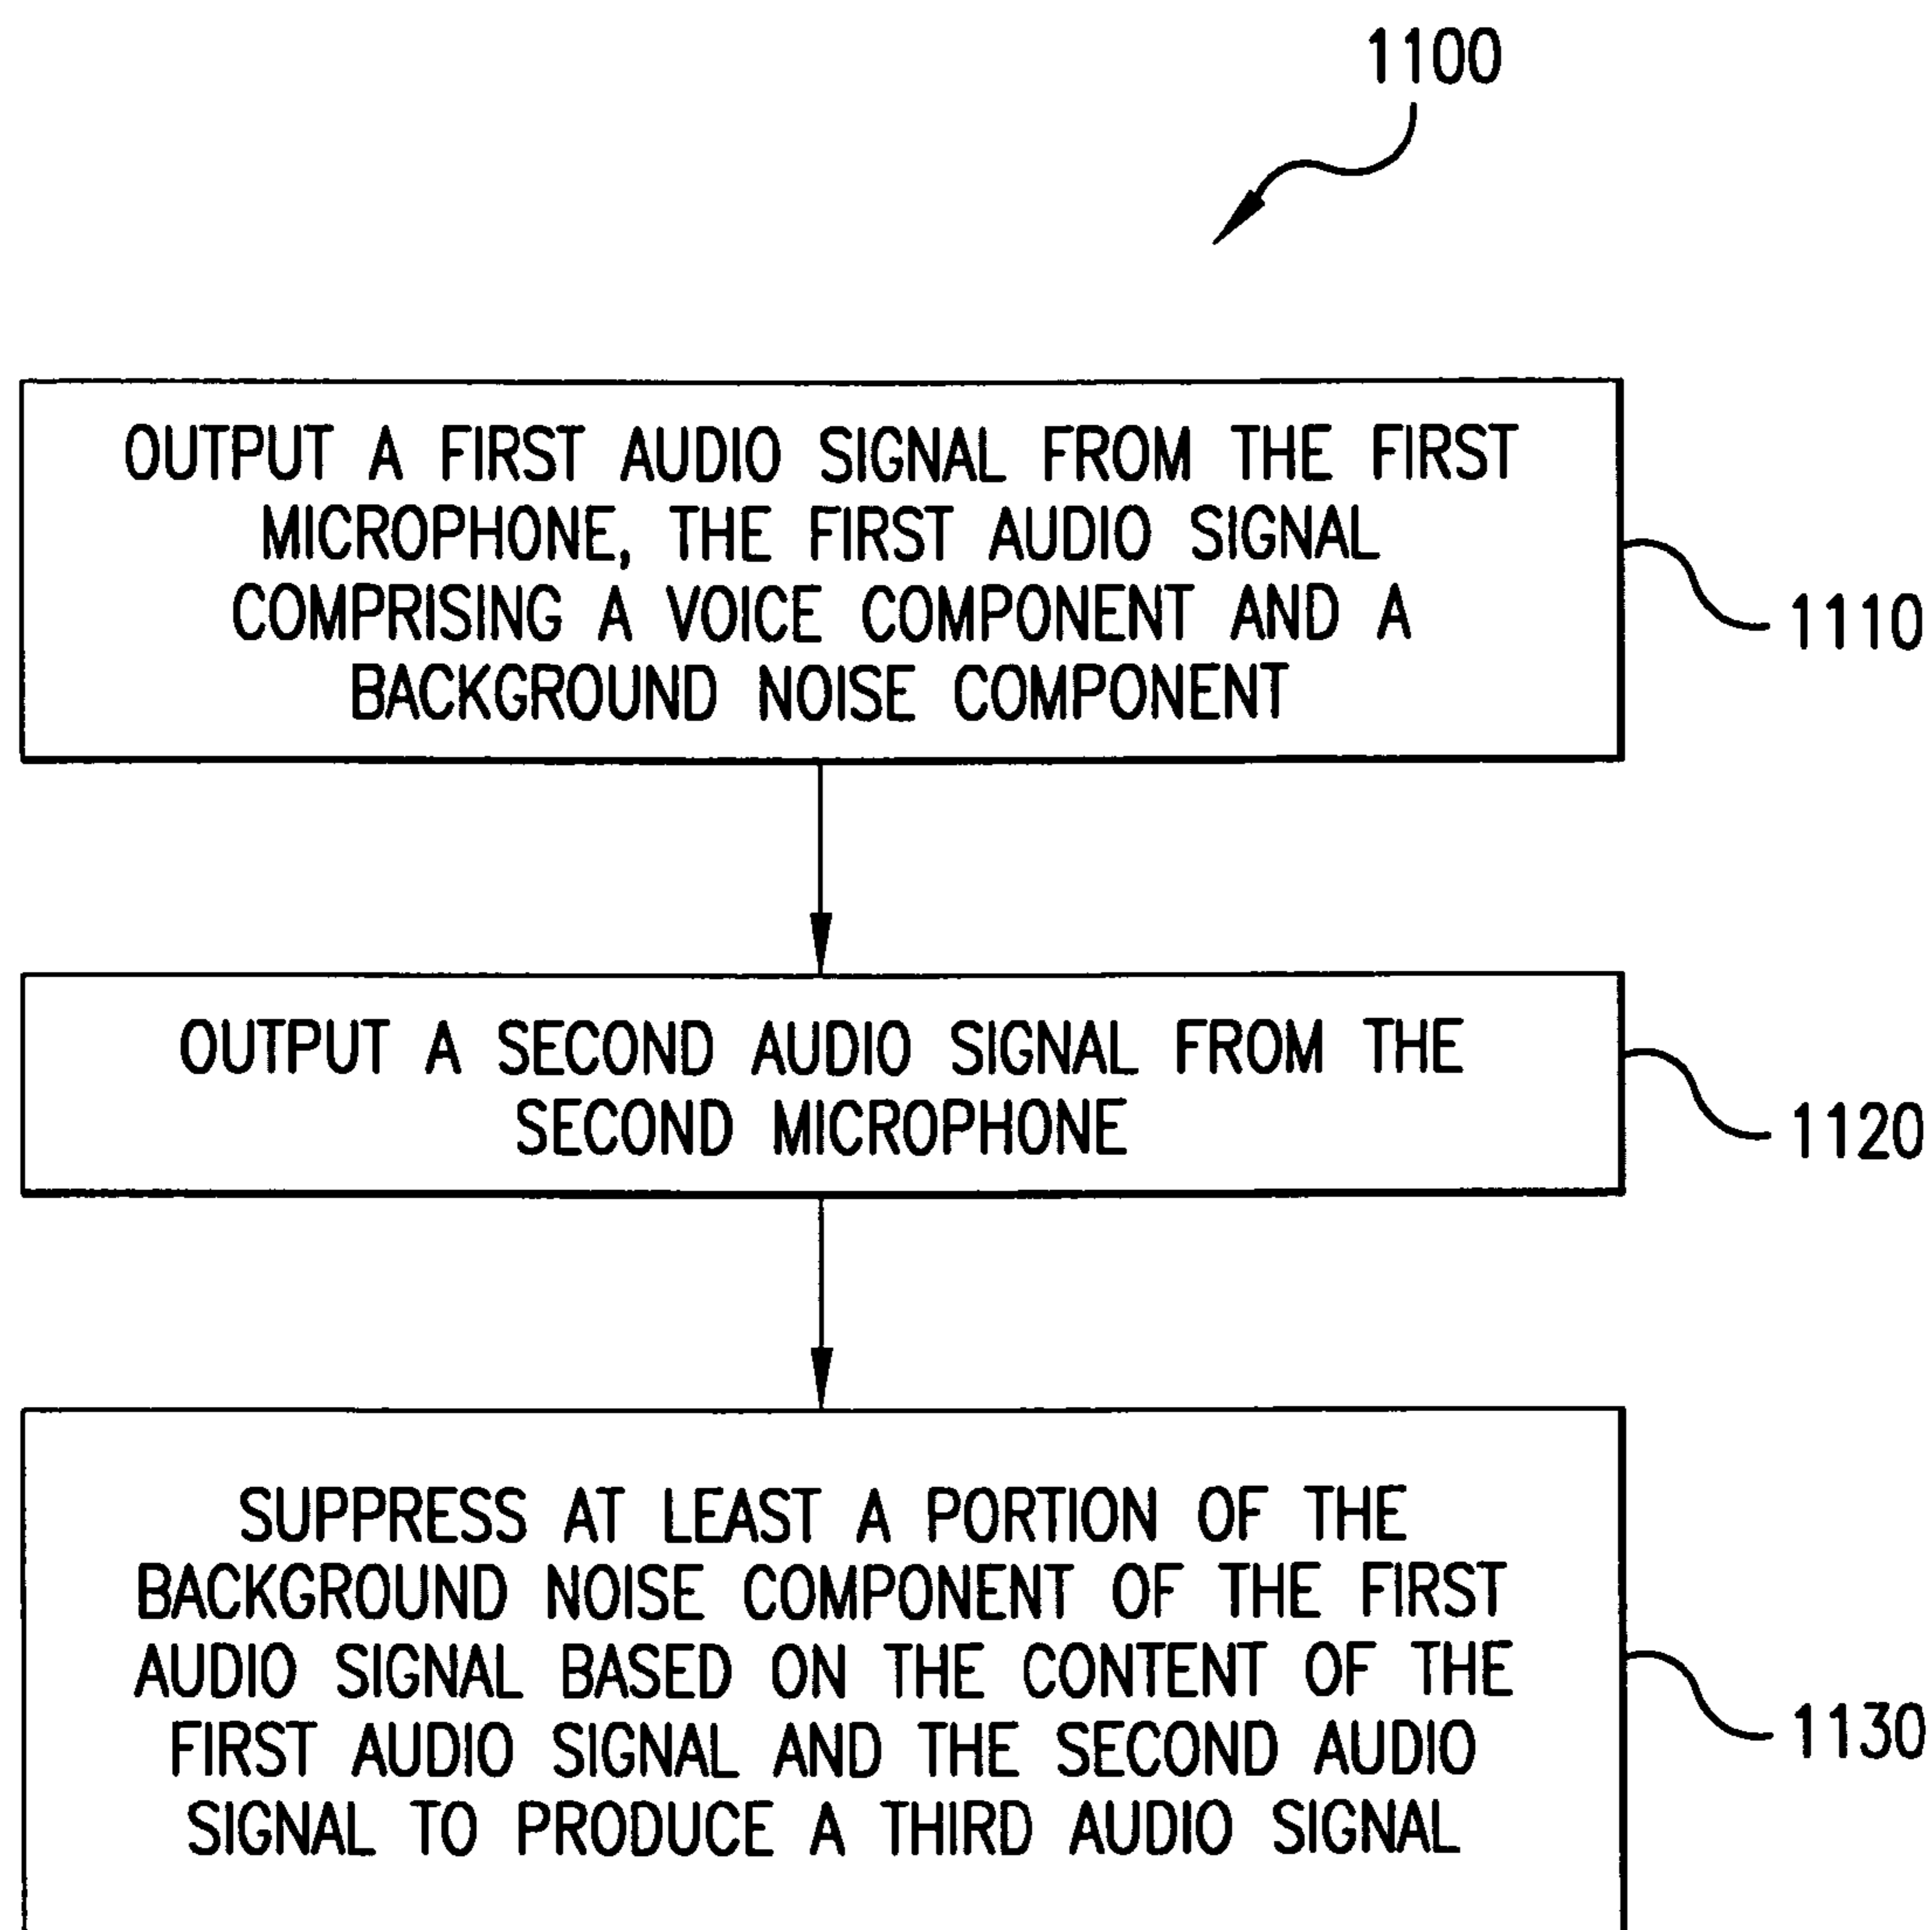 1100
OUTPUT A FIRST AUDIO SIGNAL FROM THE FIRST
MICROPHONE, THE FIRST AUDIO SIGNAL
COMPRISING A VOICE COMPONENT AND A
BACKGROUND NOISE COMPONENT
1110
OUTPUT A SECOND AUDIO SIGNAL FROM THE
SECOND MICROPHONE
1120
SUPPRESS AT LEAST A PORTION OF THE
BACKGROUND NOISE COMPONENT OF THE FIRST
AUDIO SIGNAL BASED ON THE CONTENT OF THE
FIRST AUDIO SIGNAL AND THE SECOND AUDIO
SIGNAL TO PRODUCE A THIRD AUDIO SIGNAL
1130